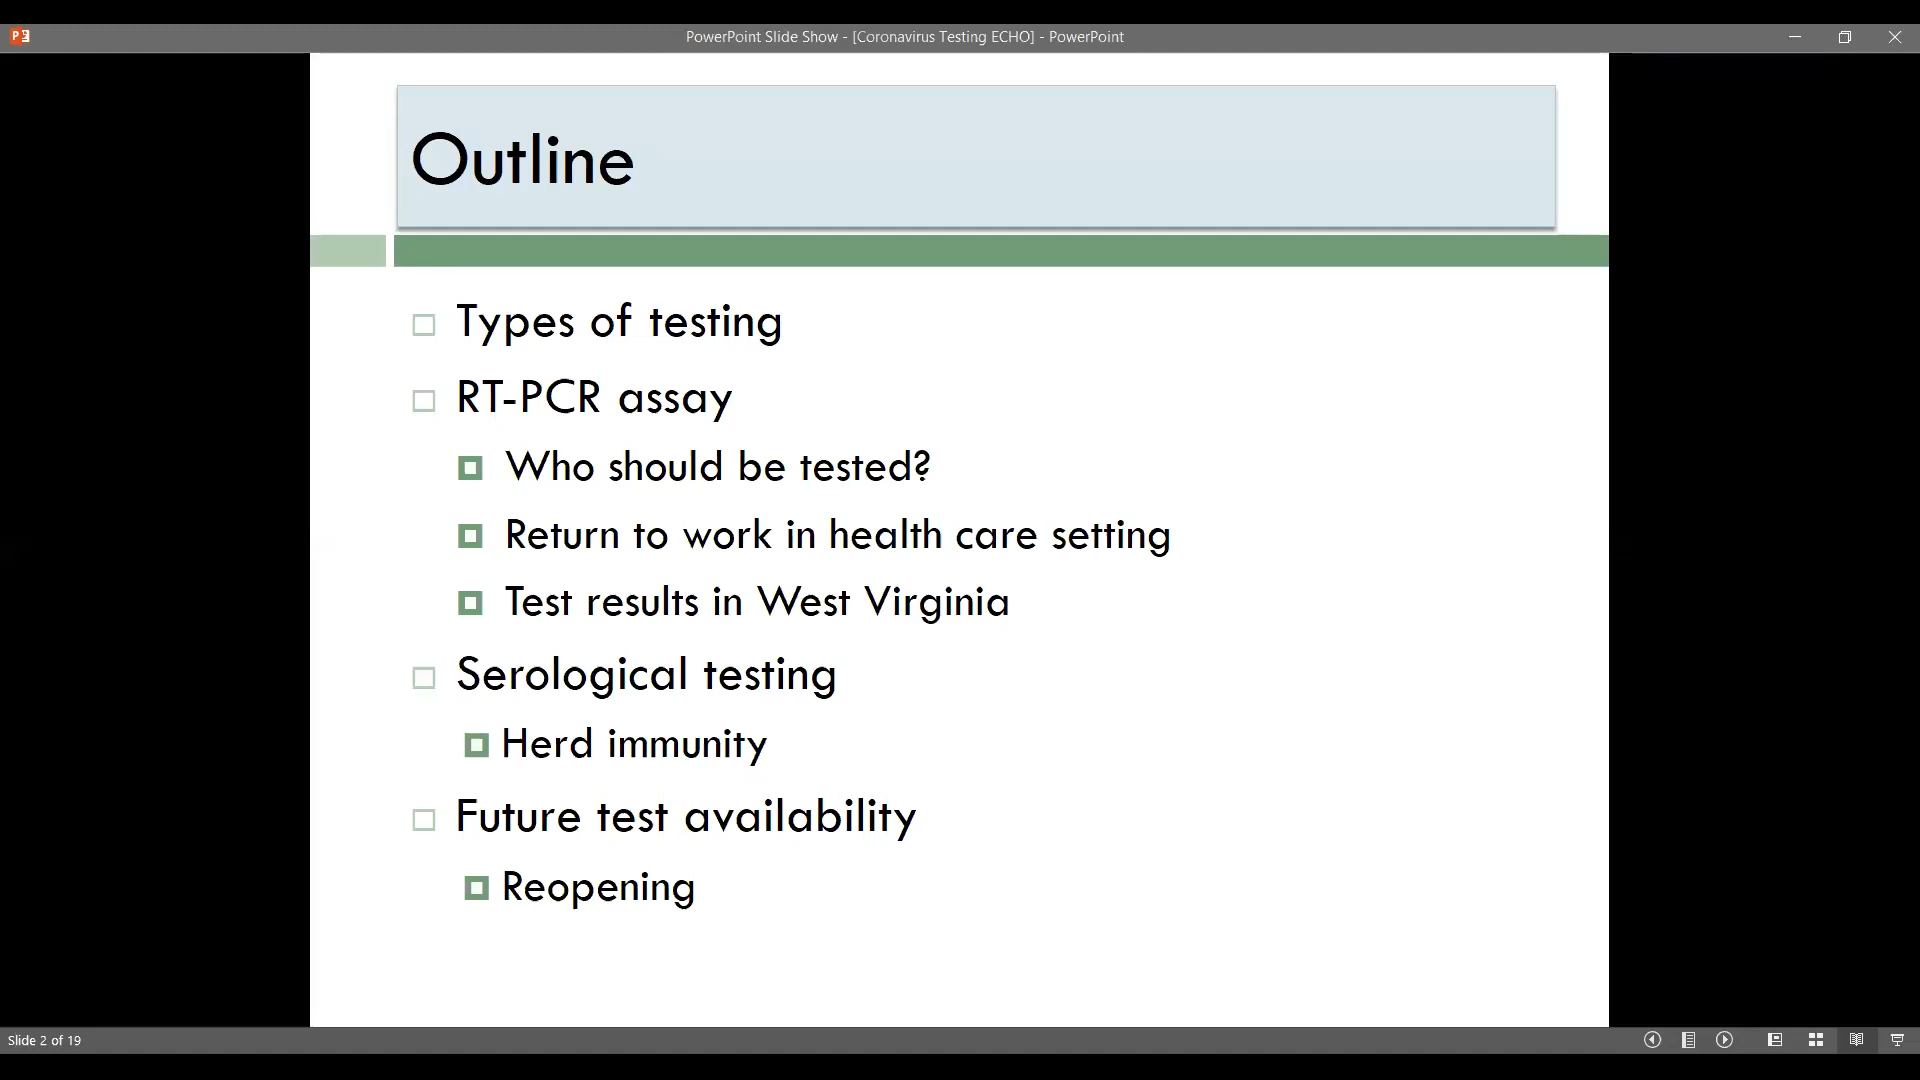 PowerPoint Slide Show - [Coronavirus Testing ECHO] - PowerPoint
Outline
Types of testing
RT-PCR assay
Who should be tested?
Return to work in health care setting
Test results in West Virginia
Serological testing
Herd immunity
Future test availability
Reopening
Slide 2 of 19